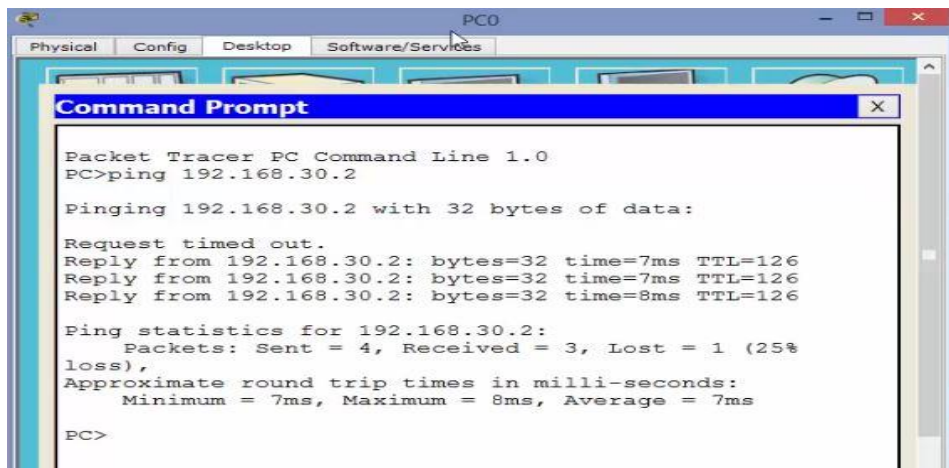 PC0
Physical Config Desktop Software/Services
Command Prompt X
Packet Tracer PC Command Line 1.0
PC>ping 192.168.30.2
Pinging 192.168.30.2 with 32 bytes of data:
Request timed out.
Reply from 192.168.30.2: bytes=32 time=7ms TTL=126
Reply from 192.168.30.2: bytes=32 time=7ms TTL=126
Reply from 192.168.30.2: bytes=32 time=8ms TTL=126
Ping statistics for 192.168.30.2:
Packets: Sent = 4, Received = 3, Lost = 1 (25%
loss),
Approximate round trip times in milli-seconds:
Minimum = 7ms, Maximum = 8ms, Average = 7ms
PC>